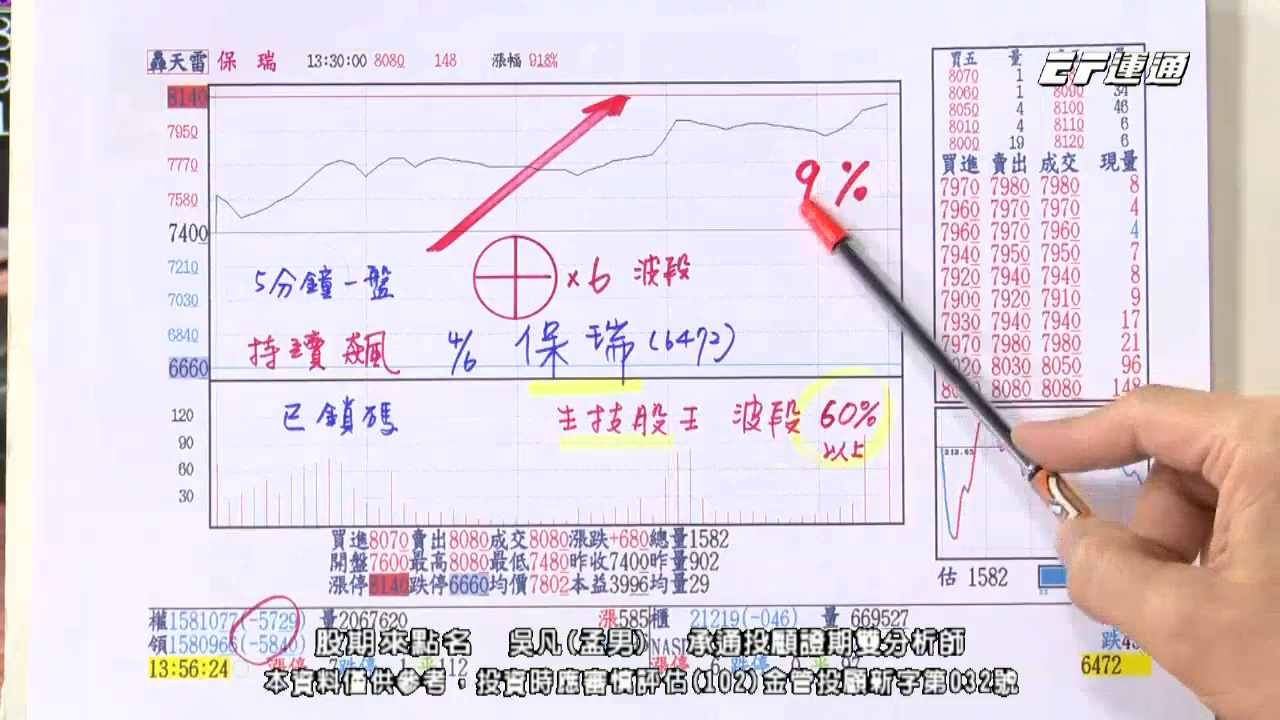 轟天雷 保瑞 13:30:00 8080 148 漲幅 918%
ET連通
8140
7950
7770
7580
7400
7210
7030
6840
6660
120
90
60
30
9%
5分鐘一盤
×6 波段
持續飆
4/6 保瑞(6472)
已鎖碼
生技股王 波段 60%
以上
買五 量
8070 1
8060 1 8090 34
8050 4 8100 46
8010 4 8110 6
8000 19 8120 6
買進 賣出 成交 現量
7970 7980 7980 8
7960 7970 7970 4
7960 7970 7960 4
7940 7950 7950 7
7920 7940 7940 8
7900 7920 7910 9
7930 7940 7940 17
7970 7980 7980 21
8030 8050 96
8080 8080 148
212.65
估 1582
買進8070賣出8080成交8080漲跌+680總量1582
開盤7600最高8080最低7480昨收7400昨量902
漲停8140跌停6660均價7802本益3996均量29
權1581077(-5729) 量2067620 漲585 櫃 21219(-046) 量 669527
領1580966(-5846)
13:56:24
6472
股期來點名 吳凡(孟男) 承通投顧證期雙分析師
本資料僅供參考，投資時應審慎評估(102)金管投顧新字第032號